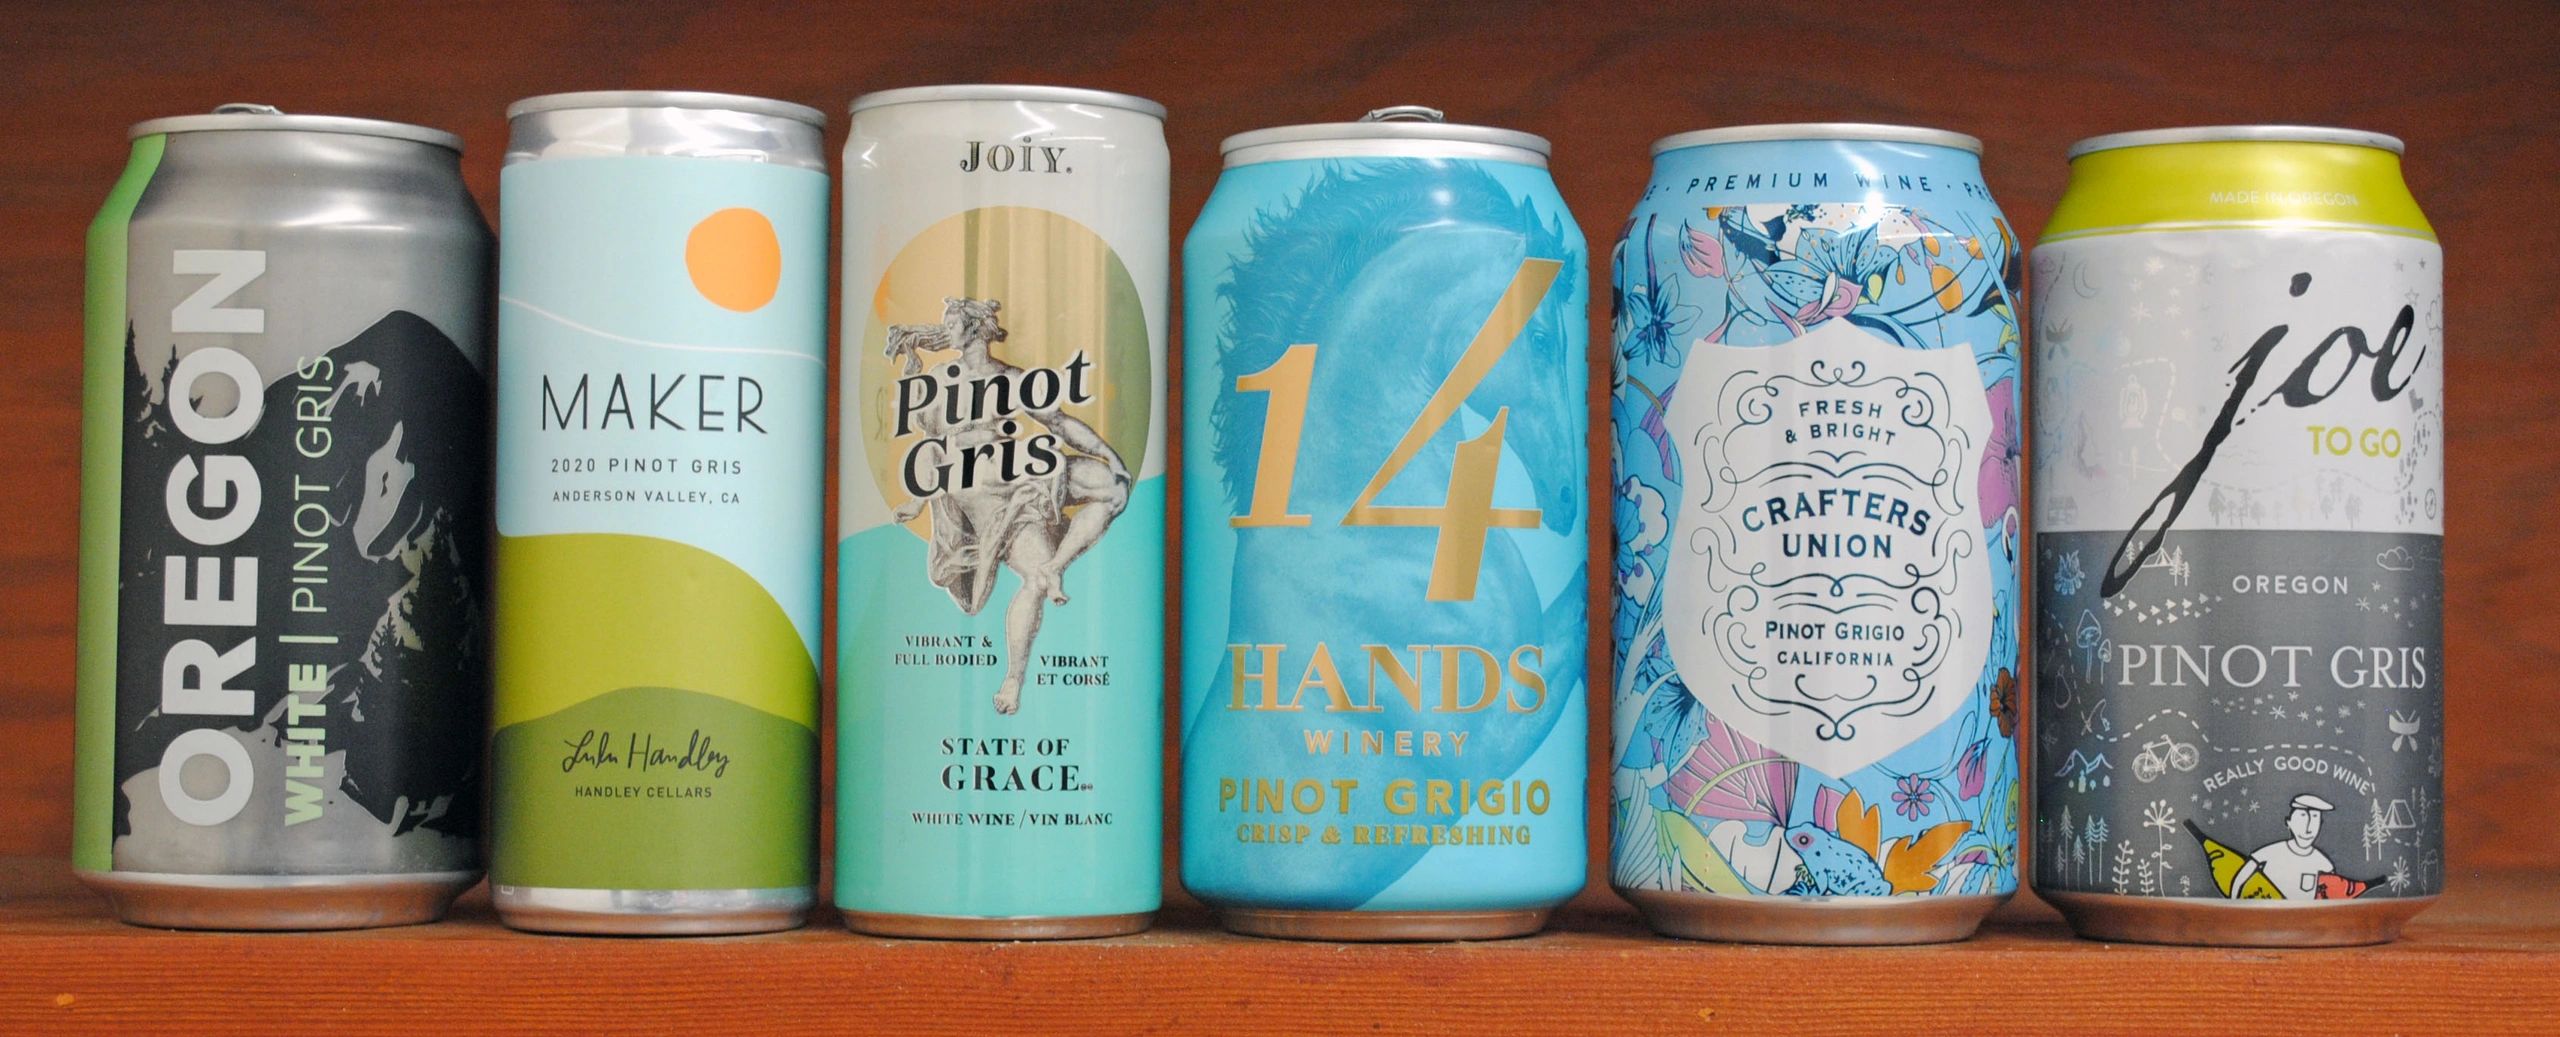 OREGON
WHITE | PINOT GRIS
MAKER
2020 PINOT GRIS
ANDERSON VALLEY, CA
Lulu Handley
HANDLEY CELLARS
JOiY.
Pinot
Gris
VIBRANT &
FULL BODIED
VIBRANT
ET CORSÉ
STATE OF
GRACE
WHITE WINE / VIN BLANC
14
HANDS
WINERY
PINOT GRIGIO
CRISP & REFRESHING
· PREMIUM WINE ·
FRESH
& BRIGHT
CRAFTERS
UNION
PINOT GRIGIO
CALIFORNIA
MADE IN OREGON
joe
TO GO
OREGON
PINOT GRIS
REALLY GOOD WINE